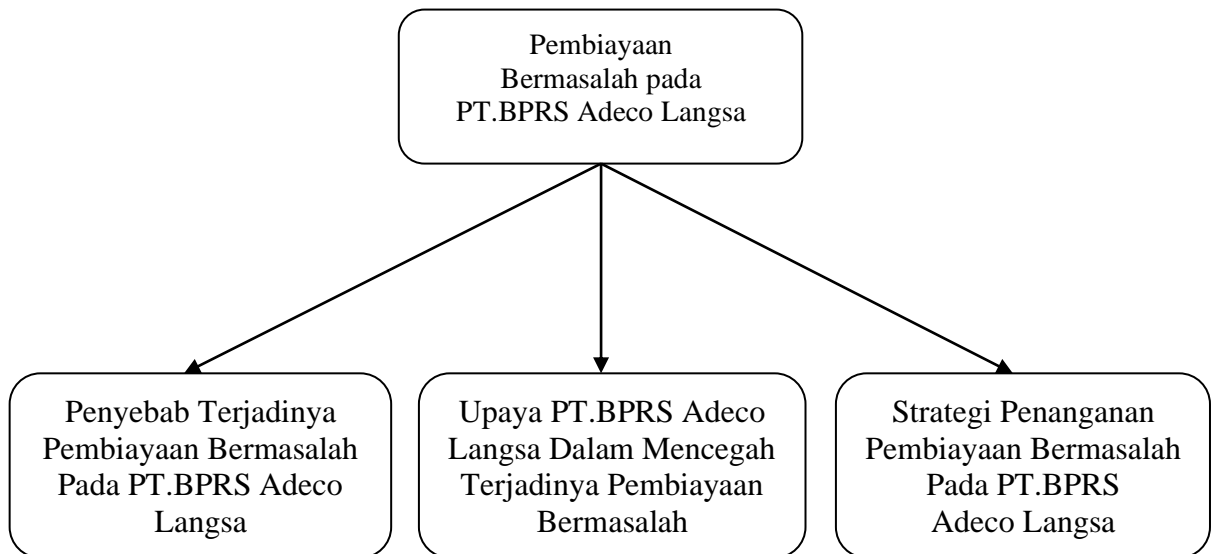 Pembiayaan
Bermasalah pada
PT.BPRS Adeco Langsa
Penyebab Terjadinya
Pembiayaan Bermasalah
Pada PT.BPRS Adeco
Langsa
Upaya PT.BPRS Adeco
Langsa Dalam Mencegah
Terjadinya Pembiayaan
Bermasalah
Strategi Penanganan
Pembiayaan Bermasalah
Pada PT.BPRS
Adeco Langsa